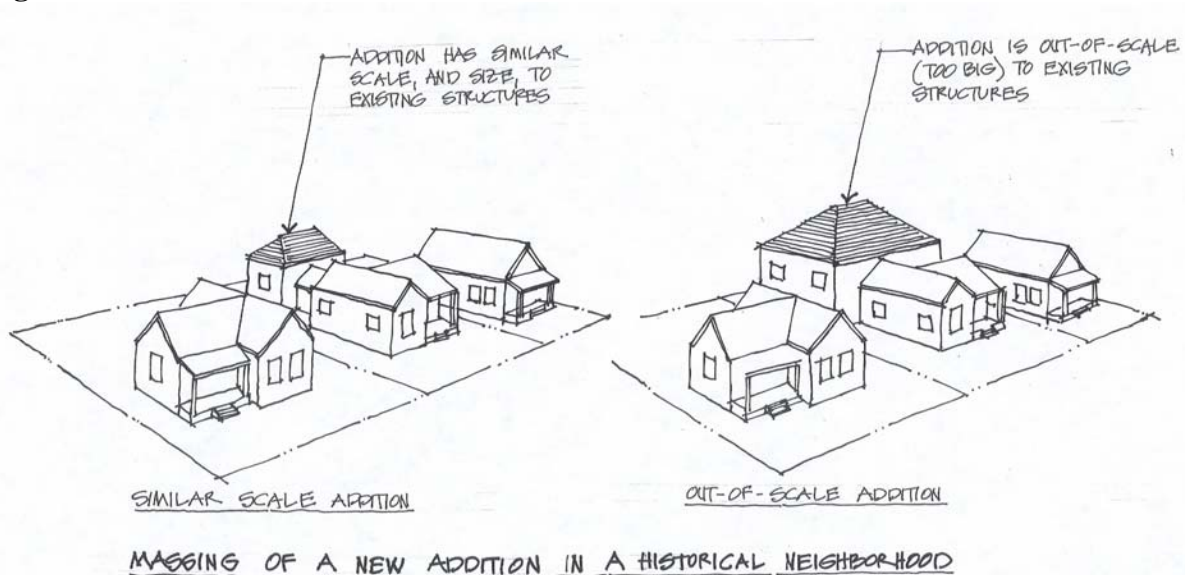 ADDITION HAS SIMILAR
SCALE, AND SIZE, TO
EXISTING STRUCTURES
ADDITION IS OUT-OF-SCALE
(TOO BIG) TO EXISTING
STRUCTURES
SIMILAR SCALE ADDITION
OUT-OF-SCALE ADDITION
MASSING OF A NEW ADDITION IN A HISTORICAL NEIGHBORHOOD